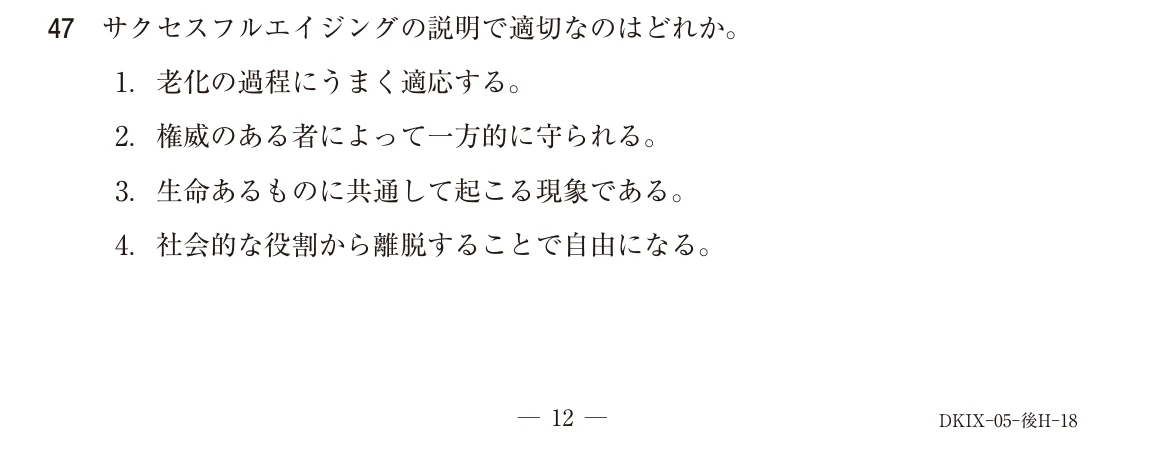 47 サクセスフルエイジングの説明で適切なのはどれか。
1. 老化の過程にうまく適応する。
2. 権威のある者によって一方的に守られる。
3. 生命あるものに共通して起こる現象である。
4. 社会的な役割から離脱することで自由になる。
— 12 —
DKIX-05-後H-18